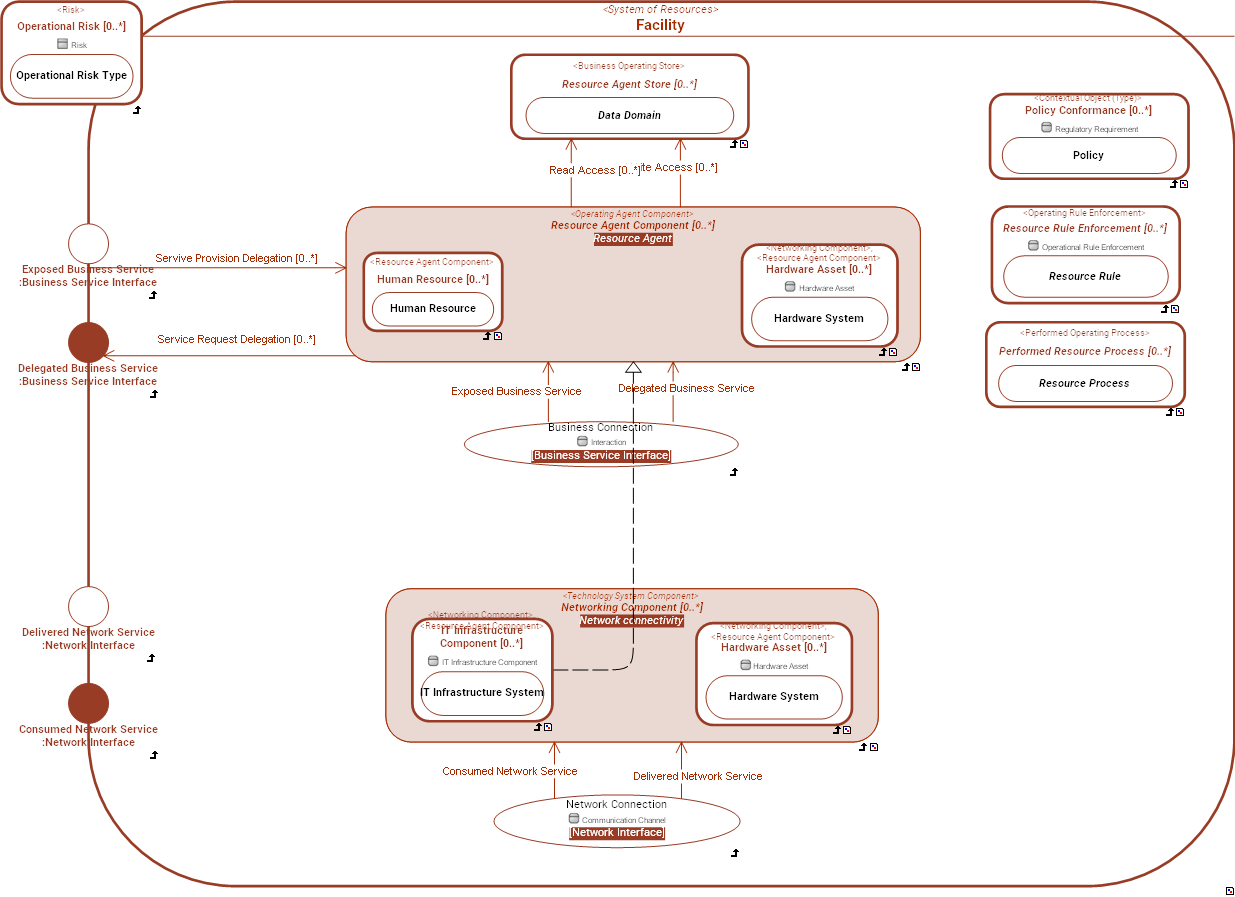 <Risk>
Operational Risk [0..*]
Risk
Operational Risk Type
<System of Resources>
Facility
<Business Operating Store>
Resource Agent Store [0..*]
Data Domain
Read Access [0..*]
ite Access [0..*]
<Contextual Object (Type)>
Policy Conformance [0..*]
Regulatory Requirement
Policy
<Operating Agent Component>
Resource Agent Component [0..*]
Resource Agent
<Resource Agent Component>
Human Resource [0..*]
Human Resource
<Networking Component>,
<Resource Agent Component>
Hardware Asset [0..*]
Hardware Asset
Hardware System
<Operating Rule Enforcement>
Resource Rule Enforcement [0..*]
Operational Rule Enforcement
Resource Rule
Exposed Business Service
:Business Service Interface
Servive Provision Delegation [0..*]
Service Request Delegation [0..*]
Delegated Business Service
:Business Service Interface
<Performed Operating Process>
Performed Resource Process [0..*]
Resource Process
Exposed Business Service
Delegated Business Service
Business Connection
Interaction
[Business Service Interface]
<Technology System Component>
Networking Component [0..*]
Network connectivity
<Networking Component>,
<Resource Agent Component>
IT Infrastructure
Component [0..*]
IT Infrastructure Component
IT Infrastructure System
<Networking Component>,
<Resource Agent Component>
Hardware Asset [0..*]
Hardware Asset
Hardware System
Delivered Network Service
:Network Interface
Consumed Network Service
:Network Interface
Consumed Network Service
Delivered Network Service
Network Connection
Communication Channel
[Network Interface]